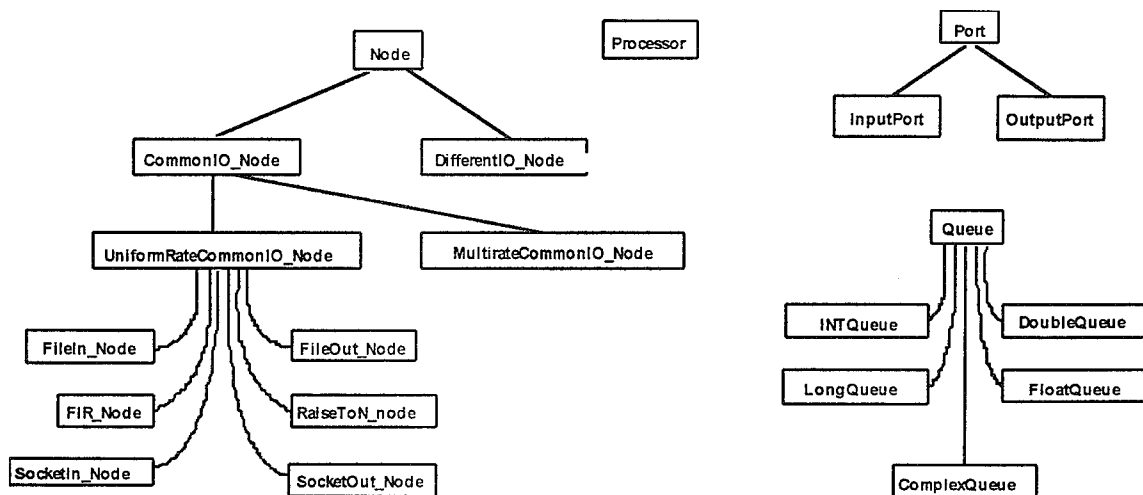 Node
Processor
Port
InputPort
OutputPort
CommonIO_Node
DifferentIO_Node
UniformRateCommonIO_Node
MultirateCommonIO_Node
Queue
FileIn_Node
FileOut_Node
INTQueue
DoubleQueue
FIR_Node
RaiseToN_node
LongQueue
FloatQueue
SocketIn_Node
SocketOut_Node
ComplexQueue